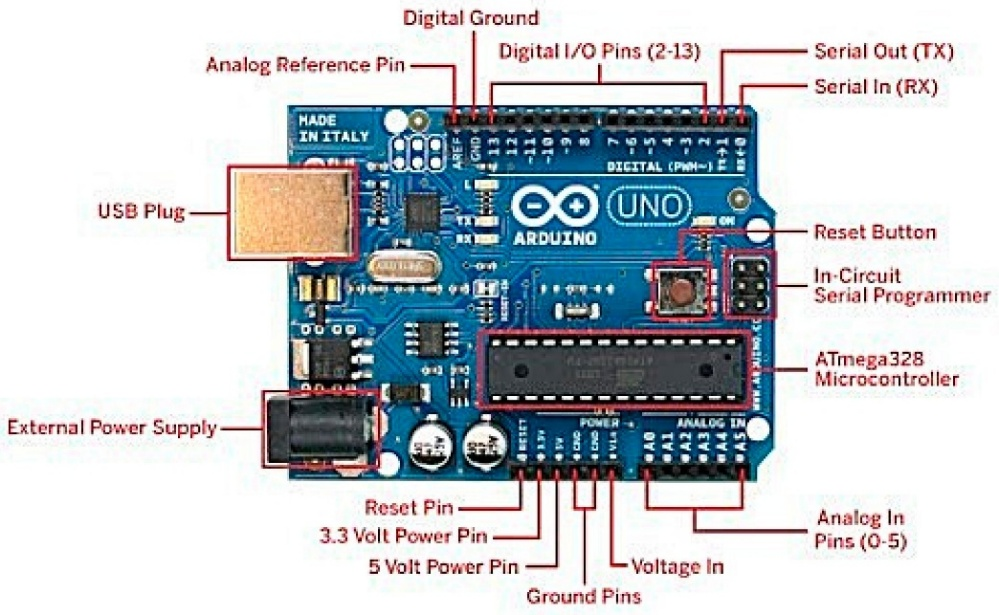 Digital Ground
Analog Reference Pin
Digital I/O Pins (2-13)
Serial Out (TX)
Serial In (RX)
MADE
IN ITALY
AREF
GND
13
12
~11
~10
~9
8
7
~6
~5
4
~3
2
TX→1
RX←0
DIGITAL (PWM~)
L
TX
RX
ARDUINO
UNO
ON
USB Plug
Reset Button
In-Circuit
Serial Programmer
ATmega328
Microcontroller
External Power Supply
POWER
ANALOG IN
RESET
3.3V
5V
GND
GND
A0
A1
A2
A3
A4
A5
Reset Pin
3.3 Volt Power Pin
5 Volt Power Pin
Ground Pins
Voltage In
Analog In
Pins (0-5)